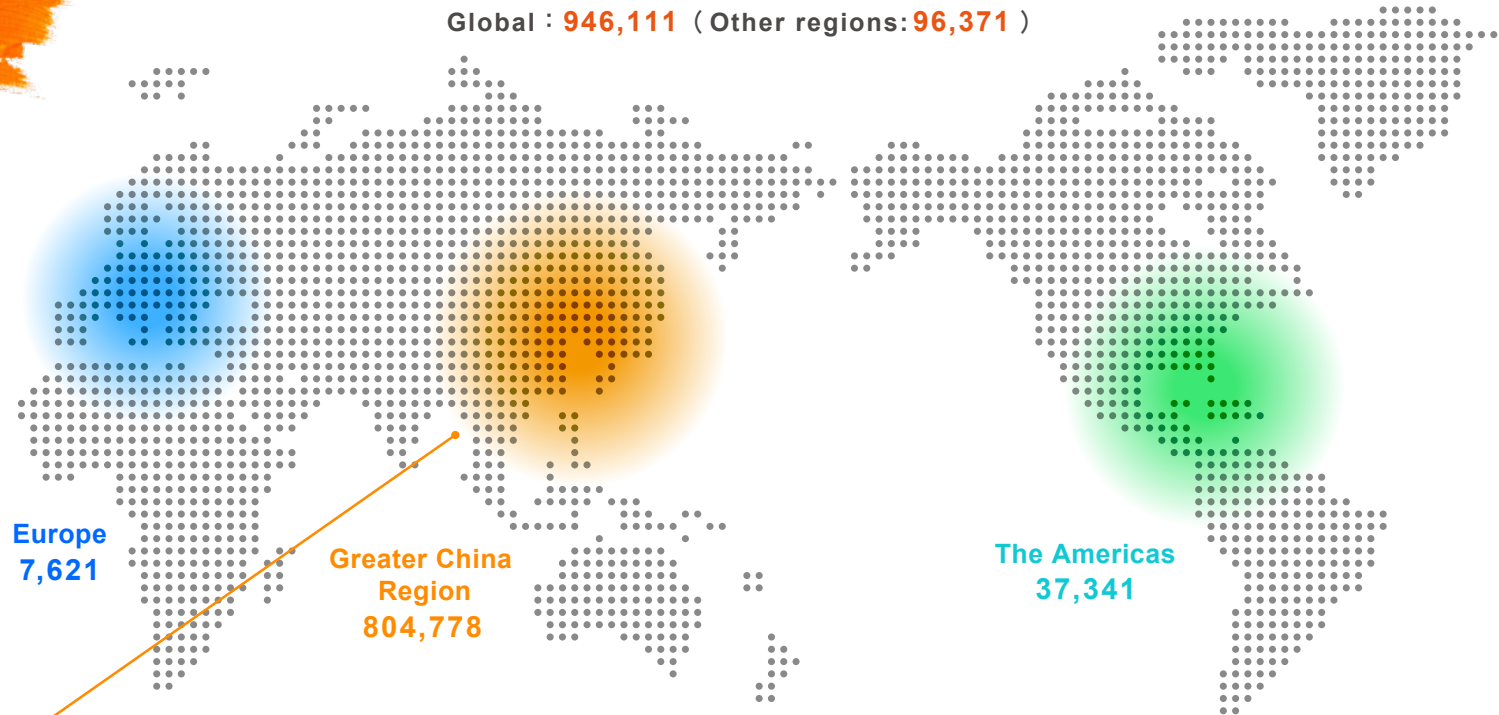 Global：946,111（Other regions:96,371）
Europe
7,621
Greater China
Region
804,778
The Americas
37,341